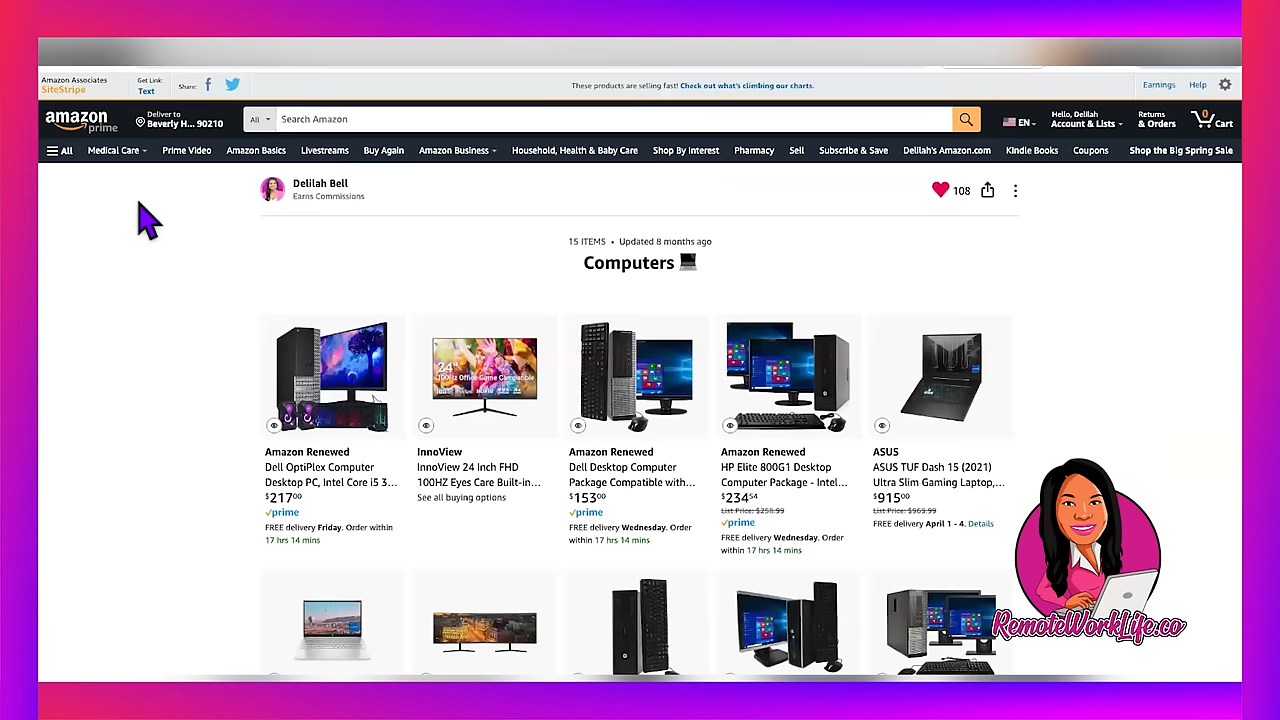 Amazon Associates
SiteStripe
Get Link:
Text
Share:
These products are selling fast! Check out what's climbing our charts.
Earnings
Help
amazon
prime
Deliver to
Beverly H... 90210
All
Search Amazon
EN
Hello, Delilah
Account & Lists
Returns
& Orders
0
Cart
All
Medical Care
Prime Video
Amazon Basics
Livestreams
Buy Again
Amazon Business
Household, Health & Baby Care
Shop By Interest
Pharmacy
Sell
Subscribe & Save
Delilah's Amazon.com
Kindle Books
Coupons
Shop the Big Spring Sale
Delilah Bell
Earns Commissions
108
15 ITEMS • Updated 8 months ago
Computers
24"
100Hz Office Game Compatible
Amazon Renewed
Dell OptiPlex Computer
Desktop PC, Intel Core i5 3...
$21700
prime
FREE delivery Friday. Order within
17 hrs 14 mins
InnoView
InnoView 24 Inch FHD
100HZ Eyes Care Built-in...
See all buying options
Amazon Renewed
Dell Desktop Computer
Package Compatible with...
$15300
prime
FREE delivery Wednesday. Order
within 17 hrs 14 mins
Amazon Renewed
HP Elite 800G1 Desktop
Computer Package - Intel...
$23454
List Price: $258.99
prime
FREE delivery Wednesday. Order
within 17 hrs 14 mins
ASUS
ASUS TUF Dash 15 (2021)
Ultra Slim Gaming Laptop,...
$91500
List Price: $969.99
FREE delivery April 1 - 4. Details
RemoteWorkLife.co